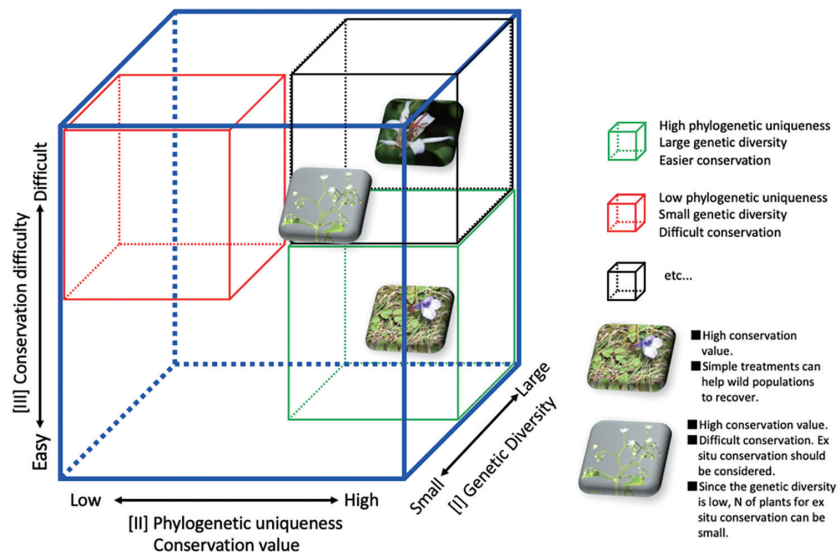 Difficult
[III] Conservation difficulty
Easy
Low
High
[II] Phylogenetic uniqueness
Conservation value
Small
Large
[I] Genetic Diversity
High phylogenetic uniqueness
Large genetic diversity
Easier conservation
Low phylogenetic uniqueness
Small genetic diversity
Difficult conservation
etc...
■High conservation
value.
■Simple treatments can
help wild populations
to recover.
■High conservation value.
■Difficult conservation. Ex
situ conservation should
be considered.
■Since the genetic diversity
is low, N of plants for ex
situ conservation can be
small.